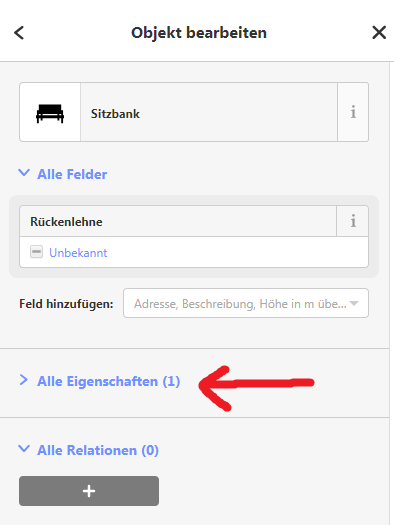 Objekt bearbeiten
Sitzbank
i
Alle Felder
Rückenlehne
i
Unbekannt
Feld hinzufügen:
Adresse, Beschreibung, Höhe in m übe...
Alle Eigenschaften (1)
Alle Relationen (0)
+